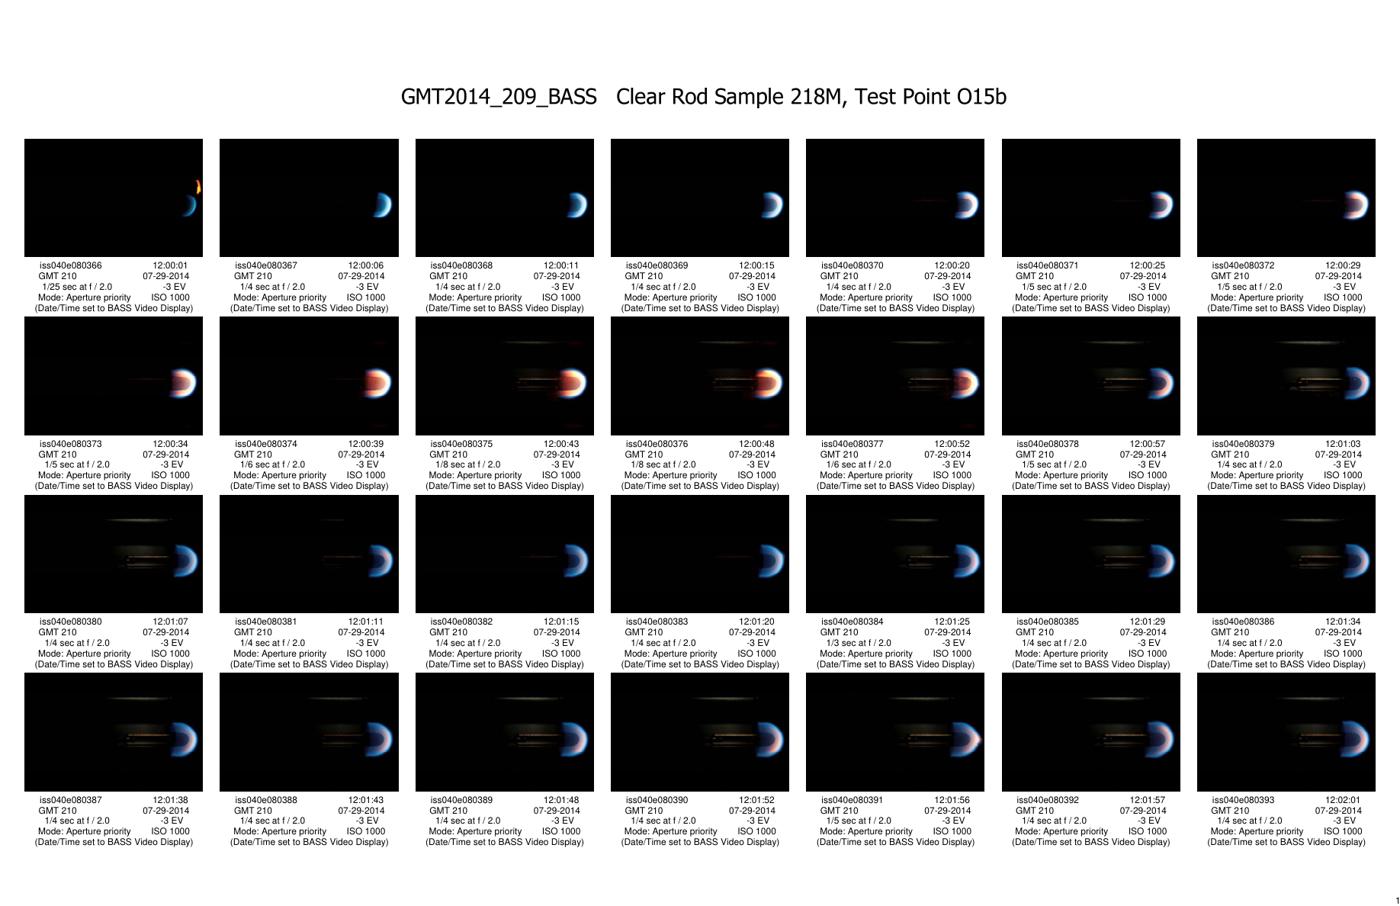 GMT2014_209_BASS Clear Rod Sample 218M, Test Point O15b
iss040e080366 12:00:01
GMT 210 07-29-2014
1/25 sec at f / 2.0 -3 EV
Mode: Aperture priority ISO 1000
(Date/Time set to BASS Video Display)
iss040e080367 12:00:06
GMT 210 07-29-2014
1/4 sec at f / 2.0 -3 EV
Mode: Aperture priority ISO 1000
(Date/Time set to BASS Video Display)
iss040e080368 12:00:11
GMT 210 07-29-2014
1/4 sec at f / 2.0 -3 EV
Mode: Aperture priority ISO 1000
(Date/Time set to BASS Video Display)
iss040e080369 12:00:15
GMT 210 07-29-2014
1/4 sec at f / 2.0 -3 EV
Mode: Aperture priority ISO 1000
(Date/Time set to BASS Video Display)
iss040e080370 12:00:20
GMT 210 07-29-2014
1/4 sec at f / 2.0 -3 EV
Mode: Aperture priority ISO 1000
(Date/Time set to BASS Video Display)
iss040e080371 12:00:25
GMT 210 07-29-2014
1/5 sec at f / 2.0 -3 EV
Mode: Aperture priority ISO 1000
(Date/Time set to BASS Video Display)
iss040e080372 12:00:29
GMT 210 07-29-2014
1/5 sec at f / 2.0 -3 EV
Mode: Aperture priority ISO 1000
(Date/Time set to BASS Video Display)
iss040e080373 12:00:34
GMT 210 07-29-2014
1/5 sec at f / 2.0 -3 EV
Mode: Aperture priority ISO 1000
(Date/Time set to BASS Video Display)
iss040e080374 12:00:39
GMT 210 07-29-2014
1/6 sec at f / 2.0 -3 EV
Mode: Aperture priority ISO 1000
(Date/Time set to BASS Video Display)
iss040e080375 12:00:43
GMT 210 07-29-2014
1/8 sec at f / 2.0 -3 EV
Mode: Aperture priority ISO 1000
(Date/Time set to BASS Video Display)
iss040e080376 12:00:48
GMT 210 07-29-2014
1/8 sec at f / 2.0 -3 EV
Mode: Aperture priority ISO 1000
(Date/Time set to BASS Video Display)
iss040e080377 12:00:52
GMT 210 07-29-2014
1/6 sec at f / 2.0 -3 EV
Mode: Aperture priority ISO 1000
(Date/Time set to BASS Video Display)
iss040e080378 12:00:57
GMT 210 07-29-2014
1/5 sec at f / 2.0 -3 EV
Mode: Aperture priority ISO 1000
(Date/Time set to BASS Video Display)
iss040e080379 12:01:03
GMT 210 07-29-2014
1/4 sec at f / 2.0 -3 EV
Mode: Aperture priority ISO 1000
(Date/Time set to BASS Video Display)
iss040e080380 12:01:07
GMT 210 07-29-2014
1/4 sec at f / 2.0 -3 EV
Mode: Aperture priority ISO 1000
(Date/Time set to BASS Video Display)
iss040e080381 12:01:11
GMT 210 07-29-2014
1/4 sec at f / 2.0 -3 EV
Mode: Aperture priority ISO 1000
(Date/Time set to BASS Video Display)
iss040e080382 12:01:15
GMT 210 07-29-2014
1/4 sec at f / 2.0 -3 EV
Mode: Aperture priority ISO 1000
(Date/Time set to BASS Video Display)
iss040e080383 12:01:20
GMT 210 07-29-2014
1/4 sec at f / 2.0 -3 EV
Mode: Aperture priority ISO 1000
(Date/Time set to BASS Video Display)
iss040e080384 12:01:25
GMT 210 07-29-2014
1/3 sec at f / 2.0 -3 EV
Mode: Aperture priority ISO 1000
(Date/Time set to BASS Video Display)
iss040e080385 12:01:29
GMT 210 07-29-2014
1/4 sec at f / 2.0 -3 EV
Mode: Aperture priority ISO 1000
(Date/Time set to BASS Video Display)
iss040e080386 12:01:34
GMT 210 07-29-2014
1/4 sec at f / 2.0 -3 EV
Mode: Aperture priority ISO 1000
(Date/Time set to BASS Video Display)
iss040e080387 12:01:38
GMT 210 07-29-2014
1/4 sec at f / 2.0 -3 EV
Mode: Aperture priority ISO 1000
(Date/Time set to BASS Video Display)
iss040e080388 12:01:43
GMT 210 07-29-2014
1/4 sec at f / 2.0 -3 EV
Mode: Aperture priority ISO 1000
(Date/Time set to BASS Video Display)
iss040e080389 12:01:48
GMT 210 07-29-2014
1/4 sec at f / 2.0 -3 EV
Mode: Aperture priority ISO 1000
(Date/Time set to BASS Video Display)
iss040e080390 12:01:52
GMT 210 07-29-2014
1/4 sec at f / 2.0 -3 EV
Mode: Aperture priority ISO 1000
(Date/Time set to BASS Video Display)
iss040e080391 12:01:56
GMT 210 07-29-2014
1/5 sec at f / 2.0 -3 EV
Mode: Aperture priority ISO 1000
(Date/Time set to BASS Video Display)
iss040e080392 12:01:57
GMT 210 07-29-2014
1/4 sec at f / 2.0 -3 EV
Mode: Aperture priority ISO 1000
(Date/Time set to BASS Video Display)
iss040e080393 12:02:01
GMT 210 07-29-2014
1/4 sec at f / 2.0 -3 EV
Mode: Aperture priority ISO 1000
(Date/Time set to BASS Video Display)